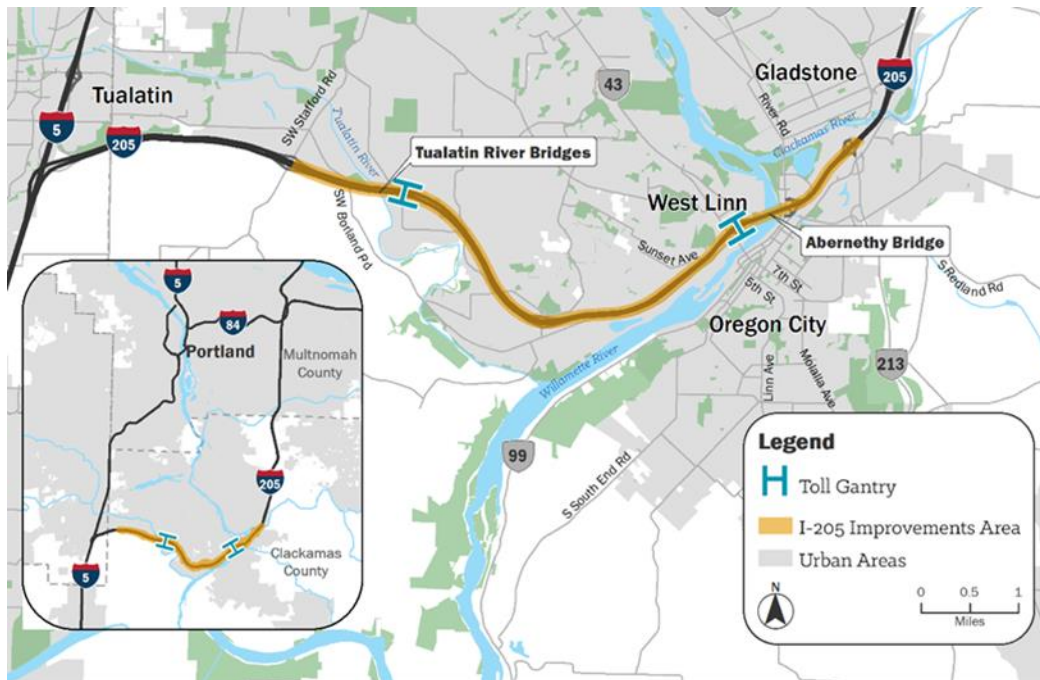 Tualatin
5
205
SW Stafford Rd
Tualatin River
Tualatin River Bridges
SW Borland Rd
43
Gladstone
River Rd
205
Clackamas River
West Linn
Sunset Ave
Abernethy Bridge
7th St
5th St
S Redland Rd
Oregon City
Willamette River
Linn Ave
Molalla Ave
213
99
S South End Rd
5
84
Portland
Multnomah
County
205
Clackamas
County
5
Legend
Toll Gantry
I-205 Improvements Area
Urban Areas
N
0 0.5 1
Miles